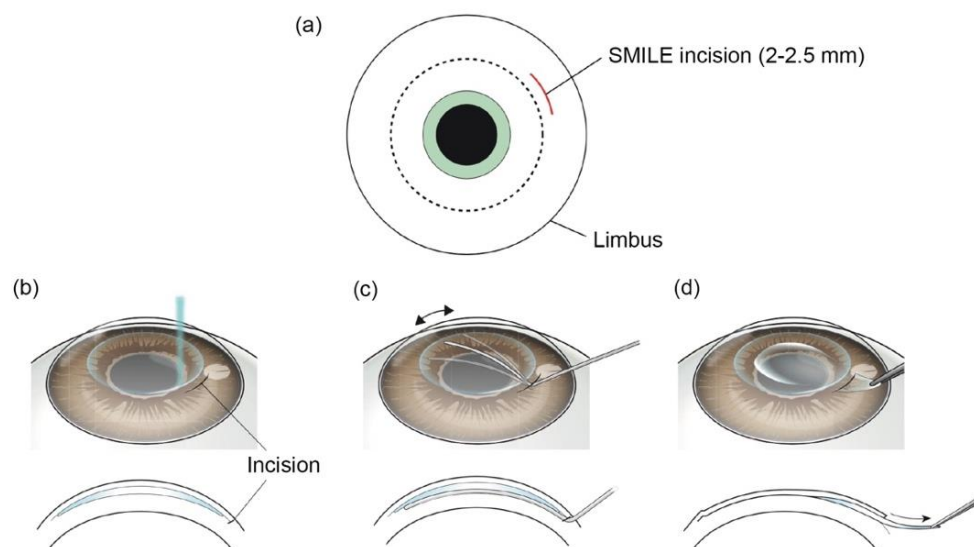 (a)
SMILE incision (2-2.5 mm)
Limbus
(b)
(c)
(d)
Incision